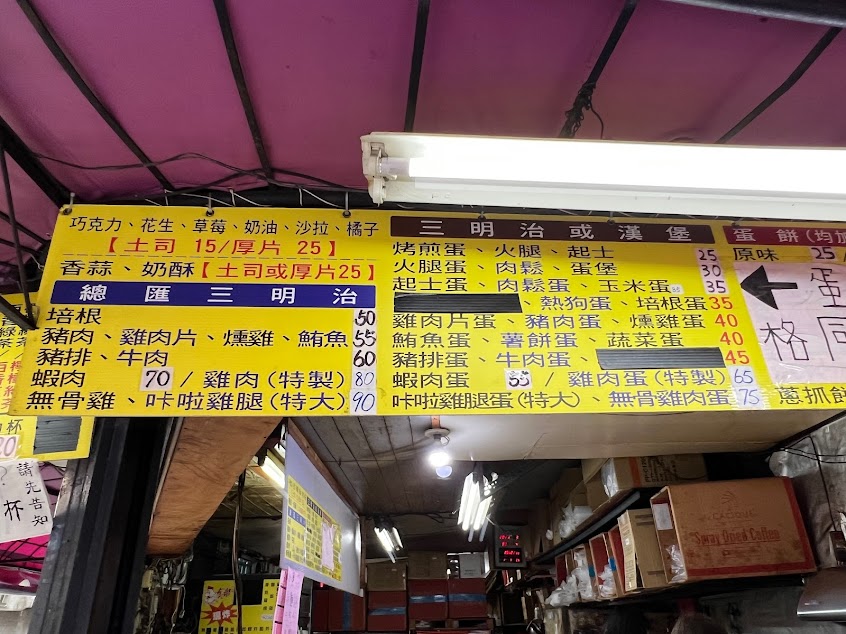 巧克力、花生、草莓、奶油、沙拉、橘子
【土司 15/厚片 25】
香蒜、奶酥【土司或厚片25】
總匯三明治
培根 50
豬肉、雞肉片、燻雞、鮪魚 55
豬排、牛肉 60
蝦肉 70 / 雞肉(特製) 80
無骨雞、咔啦雞腿(特大) 90
三明治或漢堡
烤煎蛋、火腿、起士 25
火腿蛋、肉鬆、蛋堡 30
起士蛋、肉鬆蛋、玉米蛋 35
、熱狗蛋、培根蛋 35
雞肉片蛋、豬肉蛋、燻雞蛋 40
鮪魚蛋、薯餅蛋、蔬菜蛋 40
豬排蛋、牛肉蛋、 45
蝦肉蛋 55 / 雞肉蛋(特製) 65
咔啦雞腿蛋(特大)、無骨雞肉蛋 75
蛋餅(均加
原味 25
蛋
格同
蔥抓餅
請先告知
杯
Spray Dried Coffee